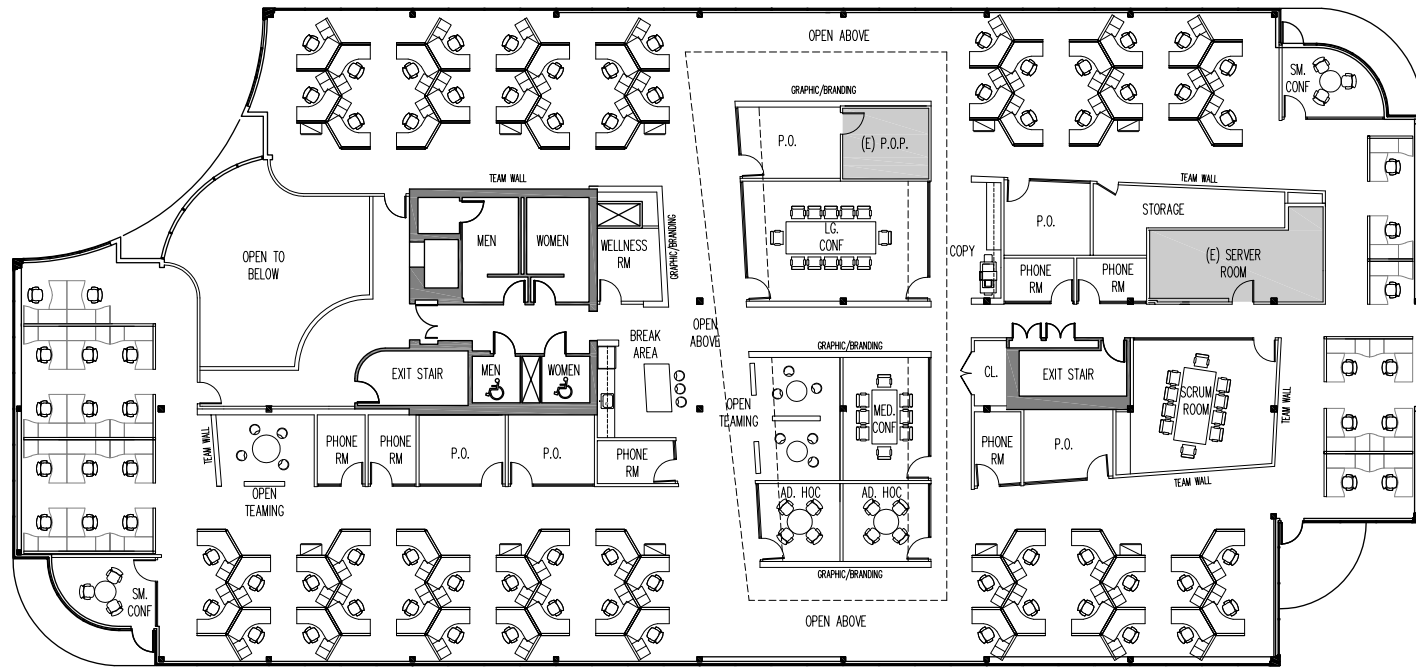 OPEN ABOVE
SM.
CONF
GRAPHIC/BRANDING
P.O.
(E) P.O.P.
TEAM WALL
TEAM WALL
MEN
WOMEN
WELLNESS
RM
GRAPHIC/BRANDING
LG.
CONF
COPY
P.O.
STORAGE
(E) SERVER
ROOM
PHONE
RM
PHONE
RM
OPEN TO
BELOW
OPEN
ABOVE
BREAK
AREA
GRAPHIC/BRANDING
EXIT STAIR
MEN
WOMEN
CL.
EXIT STAIR
SCRUM
ROOM
TEAM WALL
OPEN
TEAMING
MED.
CONF
TEAM WALL
PHONE
RM
PHONE
RM
P.O.
P.O.
PHONE
RM
PHONE
RM
P.O.
TEAM WALL
OPEN
TEAMING
AD. HOC
AD. HOC
GRAPHIC/BRANDING
SM.
CONF
OPEN ABOVE